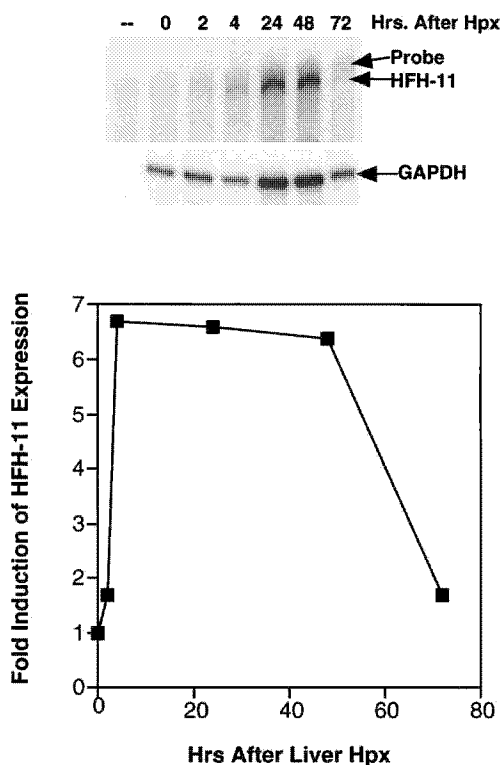 -- 0 2 4 24 48 72 Hrs. After Hpx
Probe
HFH-11
GAPDH
Fold Induction of HFH-11 Expression
7
6
5
4
3
2
1
0
0 20 40 60 80
Hrs After Liver Hpx